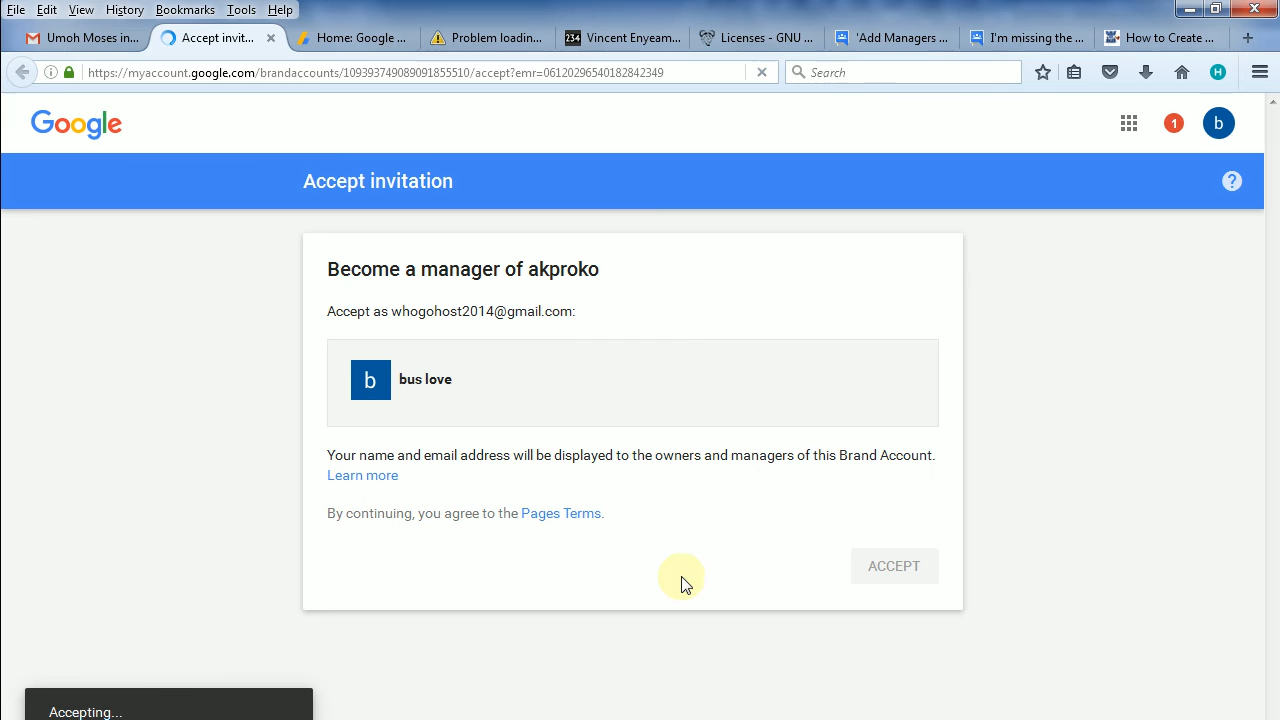 File Edit View History Bookmarks Tools Help
Umoh Moses in... Accept invit... Home: Google ... Problem loadin... 234 Vincent Enyeam... Licenses - GNU ... 'Add Managers ... I'm missing the ... How to Create ...
https://myaccount.google.com/brandaccounts/109393749089091855510/accept?emr=06120296540182842349 Search H
Google 1 b
Accept invitation ?
Become a manager of akproko
Accept as whogohost2014@gmail.com:
b bus love
Your name and email address will be displayed to the owners and managers of this Brand Account.
Learn more
By continuing, you agree to the Pages Terms.
ACCEPT
Accepting...